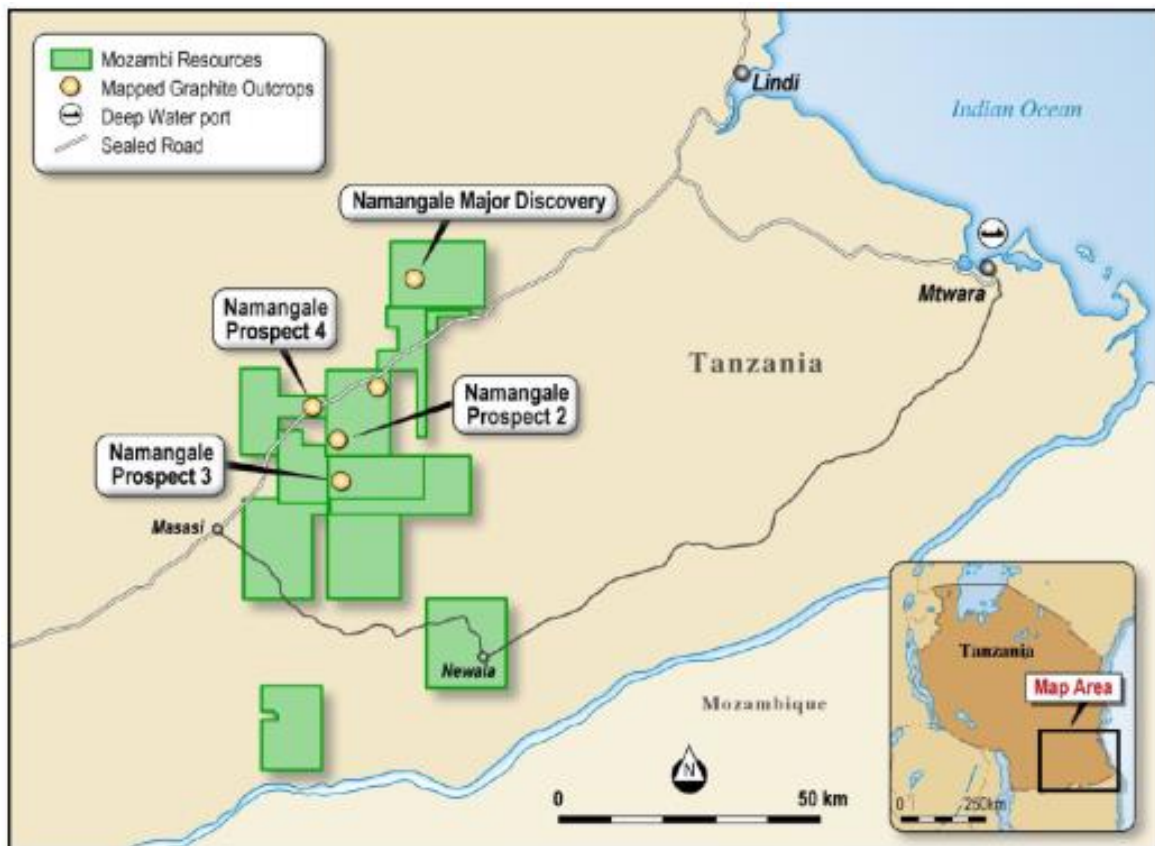 Mozambi Resources
Mapped Graphite Outcrops
Deep Water port
Sealed Road
Lindi
Indian Ocean
Namangale Major Discovery
Mtwara
Namangale
Prospect 4
Tanzania
Namangale
Prospect 2
Namangale
Prospect 3
Masasi
Newala
Mozambique
N
0
50 km
Tanzania
Map Area
0
250km